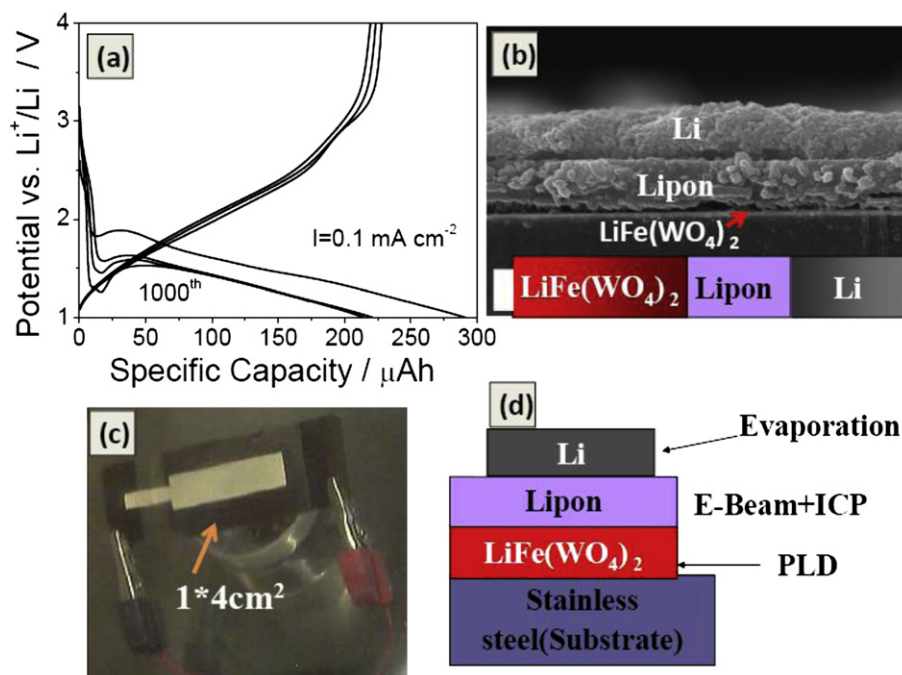 (a)
Potential vs. Li⁺/Li / V
4
3
2
1
I=0.1 mA cm⁻²
1000ᵗʰ
0 50 100 150 200 250 300
Specific Capacity / μAh
(b)
Li
Lipon
LiFe(WO₄)₂
LiFe(WO₄)₂ Lipon Li
(c)
1*4cm²
(d)
Li
Evaporation
Lipon
E-Beam+ICP
LiFe(WO₄)₂
PLD
Stainless
steel(Substrate)